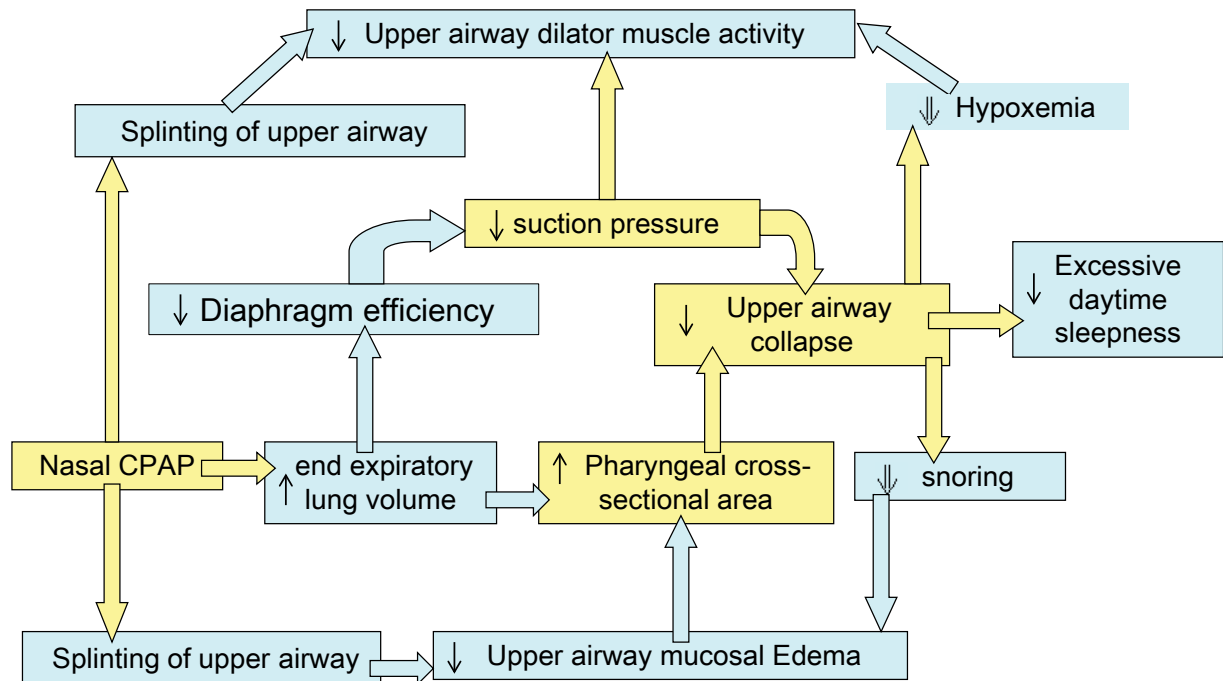 ↓ Upper airway dilator muscle activity
Splinting of upper airway
⇓ Hypoxemia
↓ suction pressure
↓ Diaphragm efficiency
↓ Upper airway
collapse
↓ Excessive
daytime
sleepness
Nasal CPAP
↑ end expiratory
lung volume
↑ Pharyngeal cross-
sectional area
⇓ snoring
Splinting of upper airway
↓ Upper airway mucosal Edema